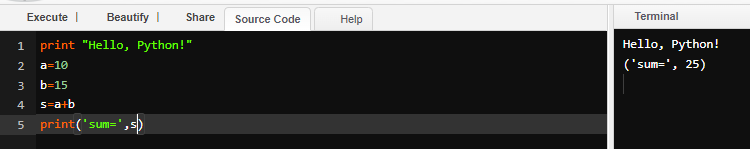 Execute | Beautify | Share Source Code Help
1 print "Hello, Python!"
2 a=10
3 b=15
4 s=a+b
5 print('sum=',s)
Terminal
Hello, Python!
('sum=', 25)